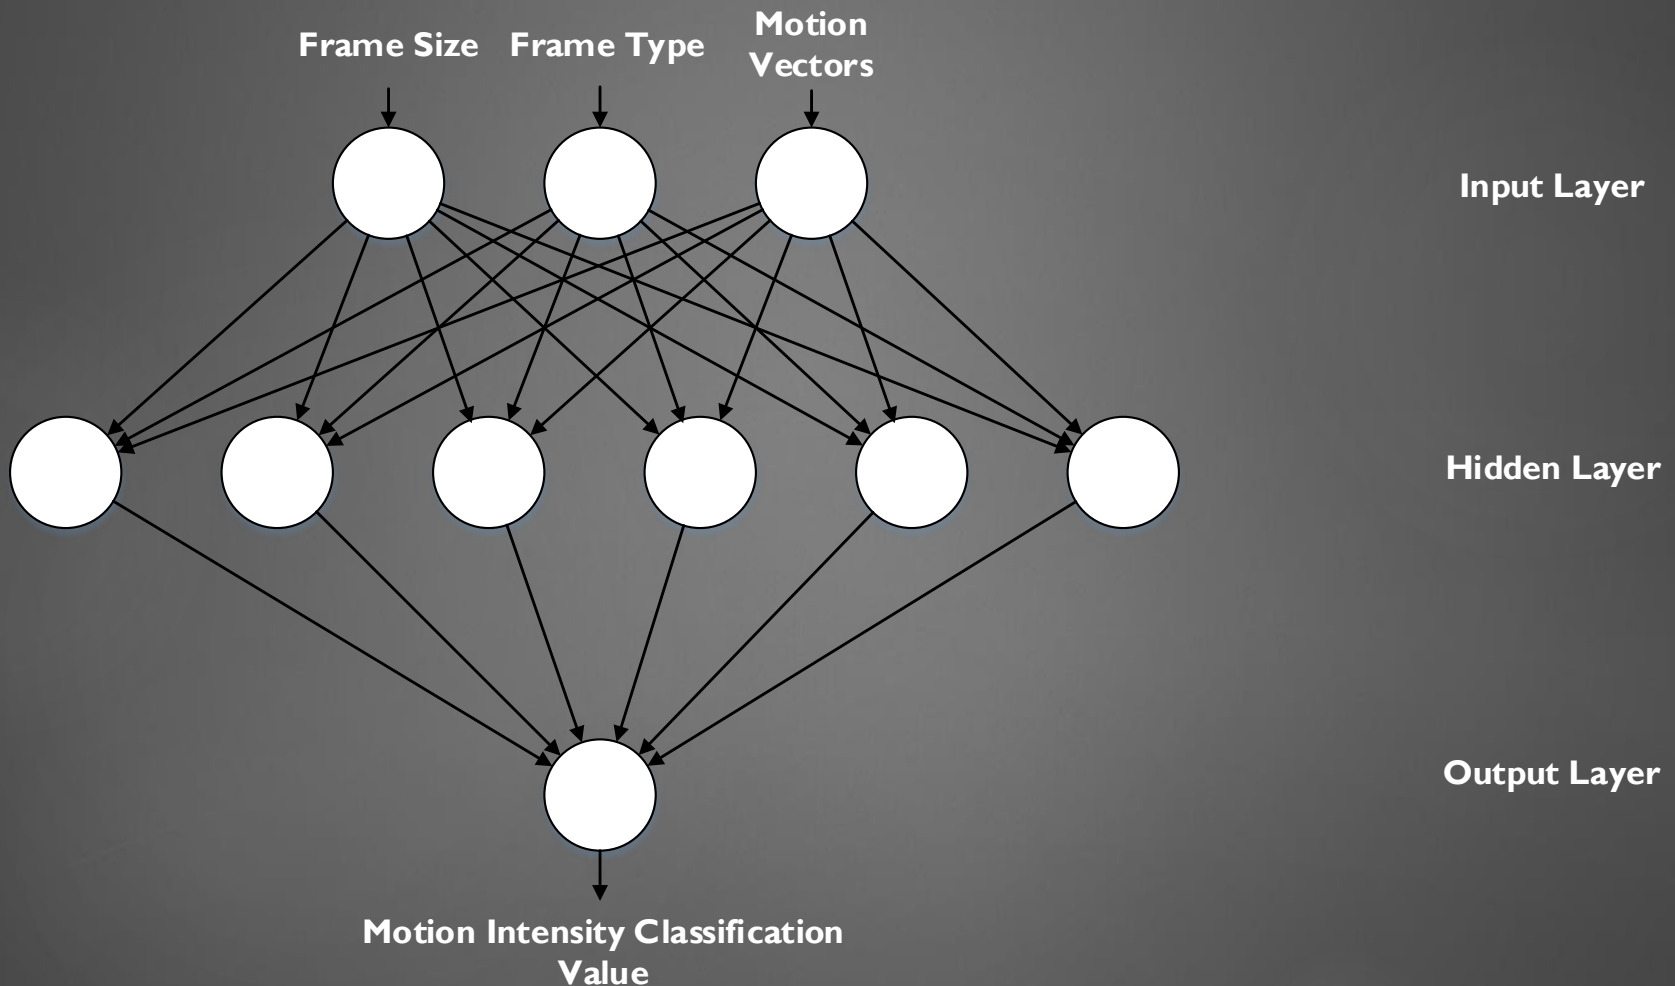 Frame Size
Frame Type
Motion
Vectors
Input Layer
Hidden Layer
Output Layer
Motion Intensity Classification
Value